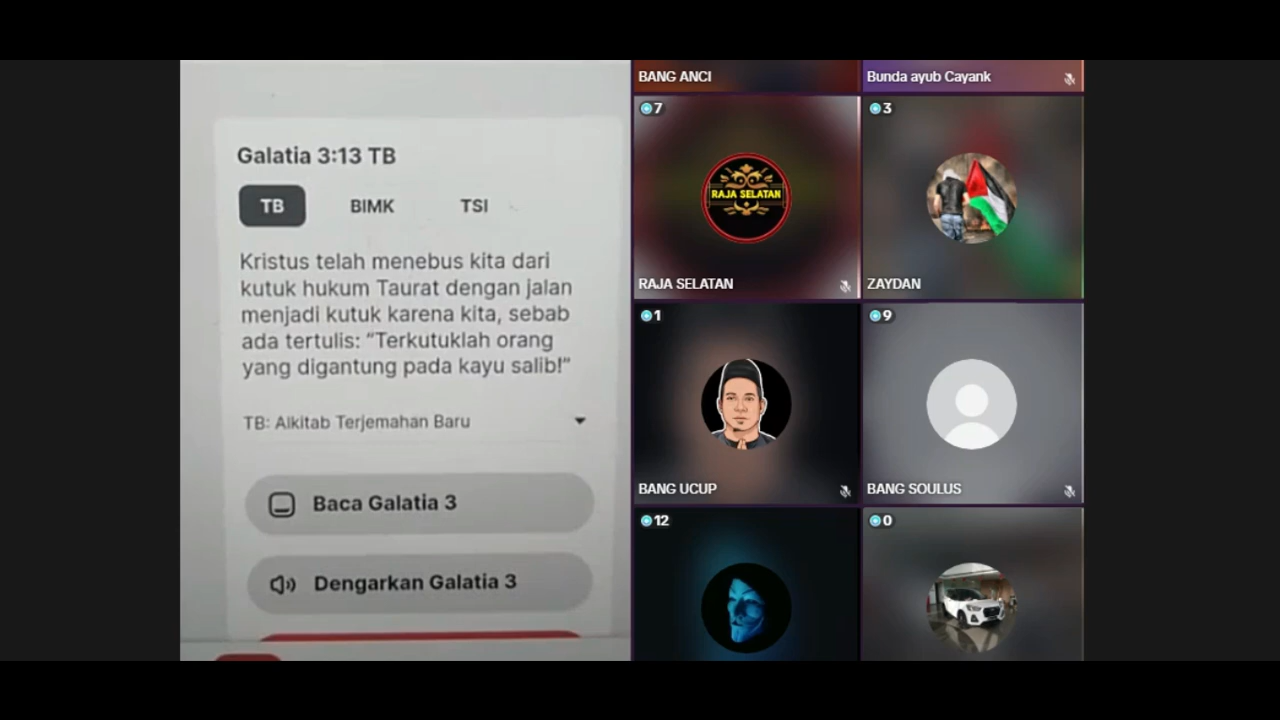 Galatia 3:13 TB
TB
BIMK
TSI
Kristus telah menebus kita dari
kutuk hukum Taurat dengan jalan
menjadi kutuk karena kita, sebab
ada tertulis: “Terkutuklah orang
yang digantung pada kayu salib!”
TB: Alkitab Terjemahan Baru
Baca Galatia 3
Dengarkan Galatia 3
BANG ANCI
Bunda ayub Cayank
7
RAJA SELATAN
RAJA SELATAN
3
ZAYDAN
1
BANG UCUP
9
BANG SOULUS
12
0